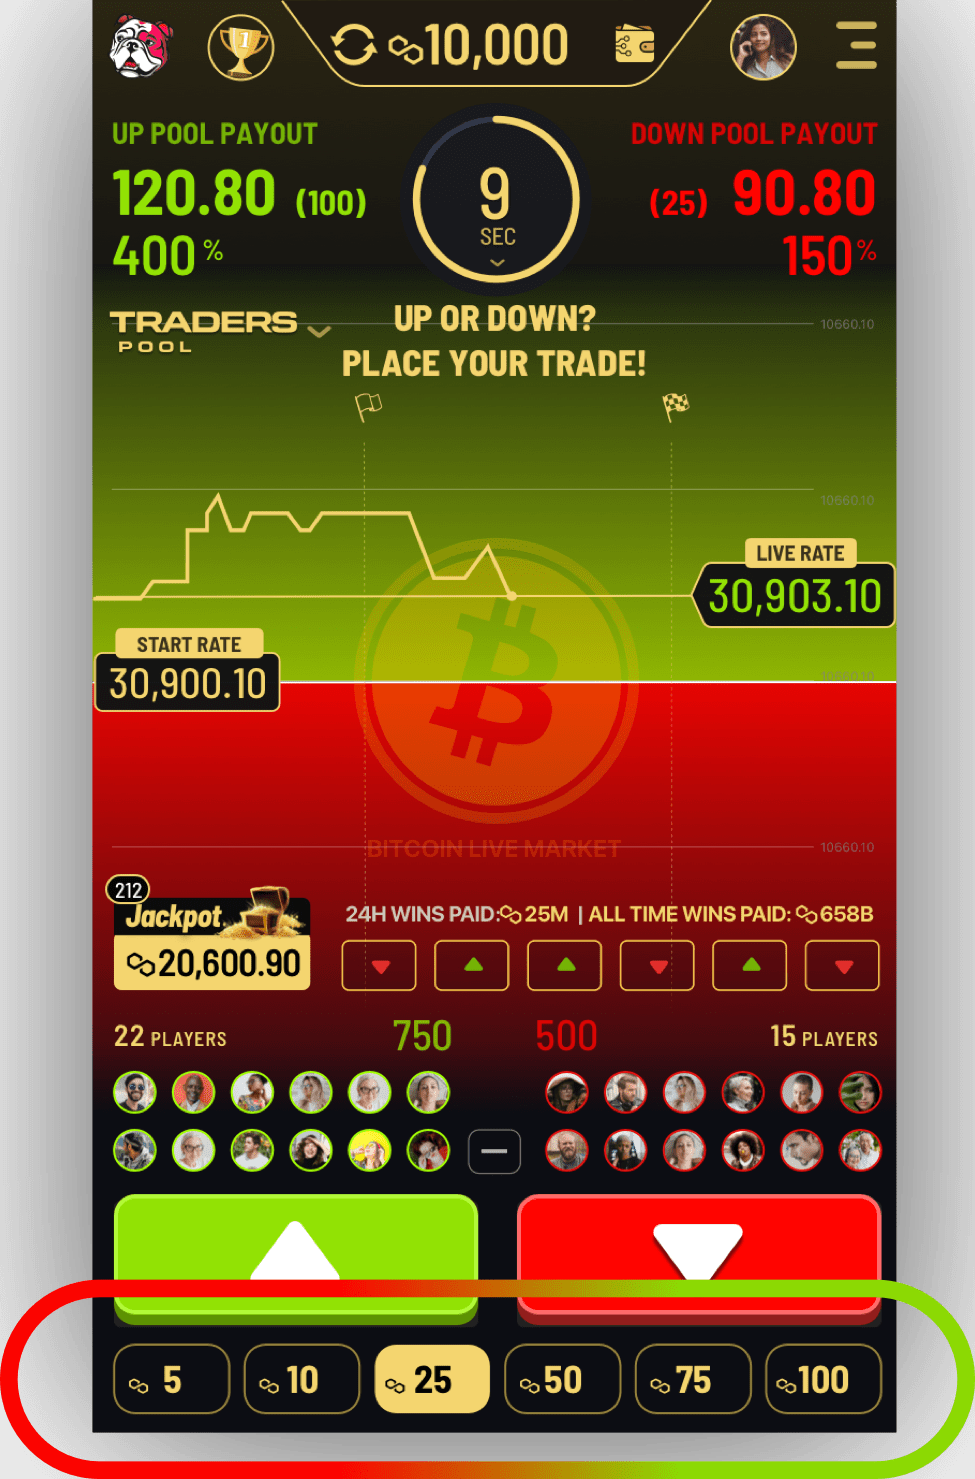 1
10,000
UP POOL PAYOUT
120.80 (100)
400%
9
SEC
DOWN POOL PAYOUT
(25) 90.80
150%
TRADERS
POOL
UP OR DOWN?
PLACE YOUR TRADE!
10660.10
10660.10
LIVE RATE
30,903.10
START RATE
30,900.10
10660.10
BITCOIN LIVE MARKET
10660.10
212
Jackpot
20,600.90
24H WINS PAID: 25M | ALL TIME WINS PAID: 658B
22 PLAYERS
750
500
15 PLAYERS
5
10
25
50
75
100